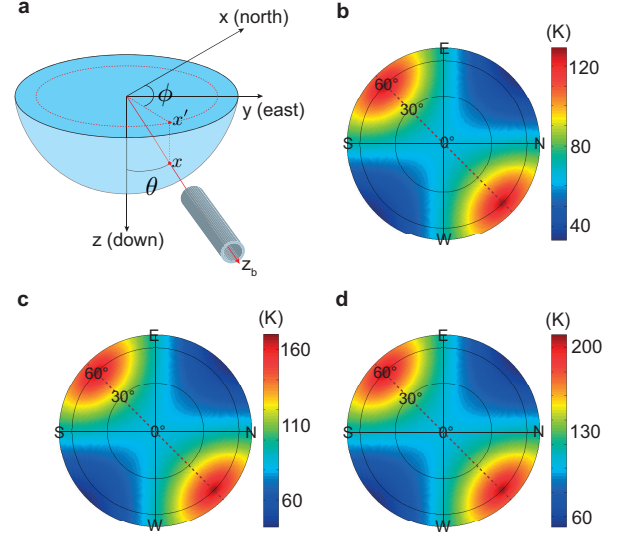 a
x (north)
ϕ
y (east)
x′
x
θ
z (down)
z_b
b
(K)
E
60°
30°
120
S
0°
N
80
W
40
c
(K)
E
60°
160
30°
S
0°
N
110
W
60
d
(K)
E
60°
200
30°
S
0°
N
130
W
60